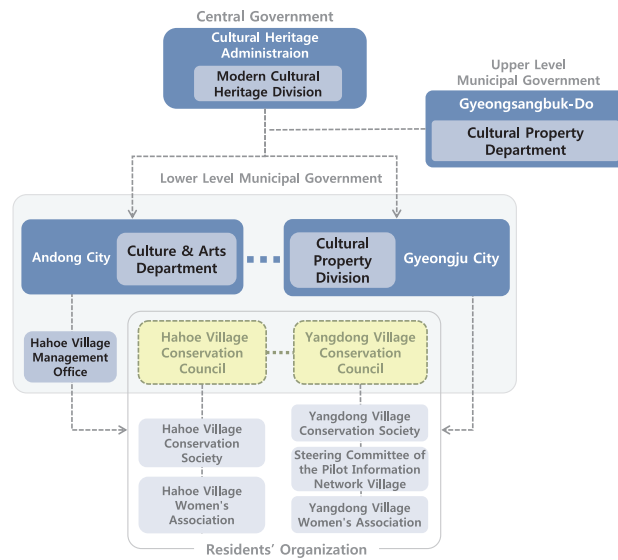 Central Government
Cultural Heritage
Administraion
Modern Cultural
Heritage Division
Upper Level
Municipal Government
Gyeongsangbuk-Do
Cultural Property
Department
Lower Level Municipal Government
Andong City
Culture & Arts
Department
Cultural
Property
Division
Gyeongju City
Hahoe Village
Management
Office
Hahoe Village
Conservation
Council
Yangdong Village
Conservation
Council
Hahoe Village
Conservation
Society
Yangdong Village
Conservation Society
Steering Committee of
the Pilot Information
Network Village
Hahoe Village
Women's
Association
Yangdong Village
Women's Association
Residents' Organization